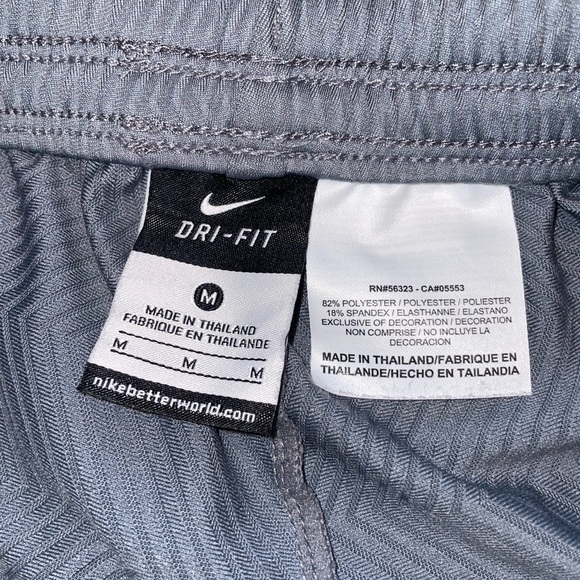 DRI-FIT
M
MADE IN THAILAND
FABRIQUE EN THAILANDE
M M M
nikebetterworld.com
RN#56323 - CA#05553
82% POLYESTER / POLYESTER / POLIESTER
18% SPANDEX / ELASTHANNE / ELASTANO
EXCLUSIVE OF DECORATION / DECORATION
NON COMPRISE / NO INCLUYE LA
DECORACION
MADE IN THAILAND/FABRIQUE EN
THAILANDE/HECHO EN TAILANDIA